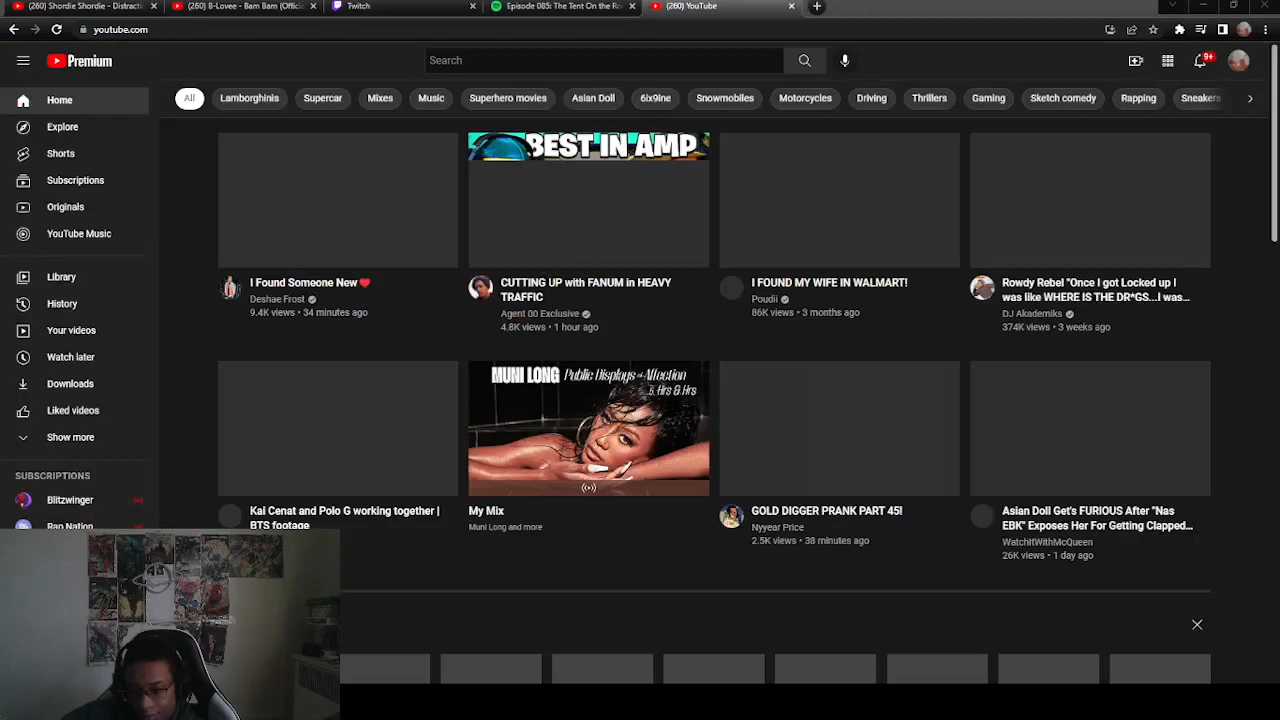 (260) Shordie Shordie - Distracti
(260) B-Lovee - Bam Bam (Officia
Twitch
Episode 085: The Tent On the Ro
(260) YouTube
youtube.com
Premium
Search
9+
All
Lamborghinis
Supercar
Mixes
Music
Superhero movies
Asian Doll
6ix9ine
Snowmobiles
Motorcycles
Driving
Thrillers
Gaming
Sketch comedy
Rapping
Sneakers
Home
Explore
Shorts
Subscriptions
Originals
YouTube Music
Library
History
Your videos
Watch later
Downloads
Liked videos
Show more
SUBSCRIPTIONS
Blitzwinger
Rap Nation
I Found Someone New❤️
Deshae Frost
9.4K views • 34 minutes ago
BEST IN AMP
CUTTING UP with FANUM in HEAVY
TRAFFIC
Agent 00 Exclusive
4.8K views • 1 hour ago
I FOUND MY WIFE IN WALMART!
Poudii
86K views • 3 months ago
Rowdy Rebel "Once I got Locked up I
was like WHERE IS THE DR*GS...I was...
DJ Akademiks
374K views • 3 weeks ago
Kai Cenat and Polo G working together |
BTS footage
MUNI LONG Public Displays of Affection
Hrs & Hrs
My Mix
Muni Long and more
GOLD DIGGER PRANK PART 45!
Nyyear Price
2.5K views • 38 minutes ago
Asian Doll Get's FURIOUS After "Nas
EBK" Exposes Her For Getting Clapped...
WatchItWithMcQueen
26K views • 1 day ago